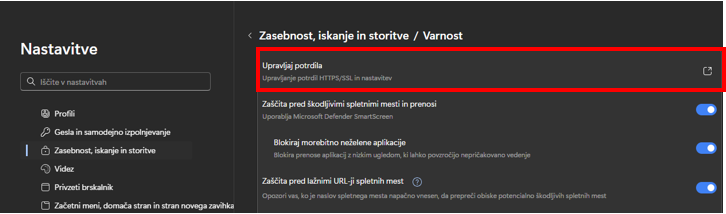 Nastavitve
Iščite v nastavitvah
Profili
Gesla in samodejno izpolnjevanje
Zasebnost, iskanje in storitve
Videz
Privzeti brskalnik
Začetni meni, domača stran in stran novega zavihka
Zasebnost, iskanje in storitve / Varnost
Upravljaj potrdila
Upravljanje potrdil HTTPS/SSL in nastavitev
Zaščita pred škodljivimi spletnimi mesti in prenosi
Uporablja Microsoft Defender SmartScreen
Blokiraj morebitno neželene aplikacije
Blokira prenose aplikacij z nizkim ugledom, ki lahko povzročijo nepričakovano vedenje
Zaščita pred lažnimi URL-ji spletnih mest
Opozori ves, ko je naslov spletnega mesta napačno vnesen, da prepreči obiske potencialno škodljivih spletnih mest